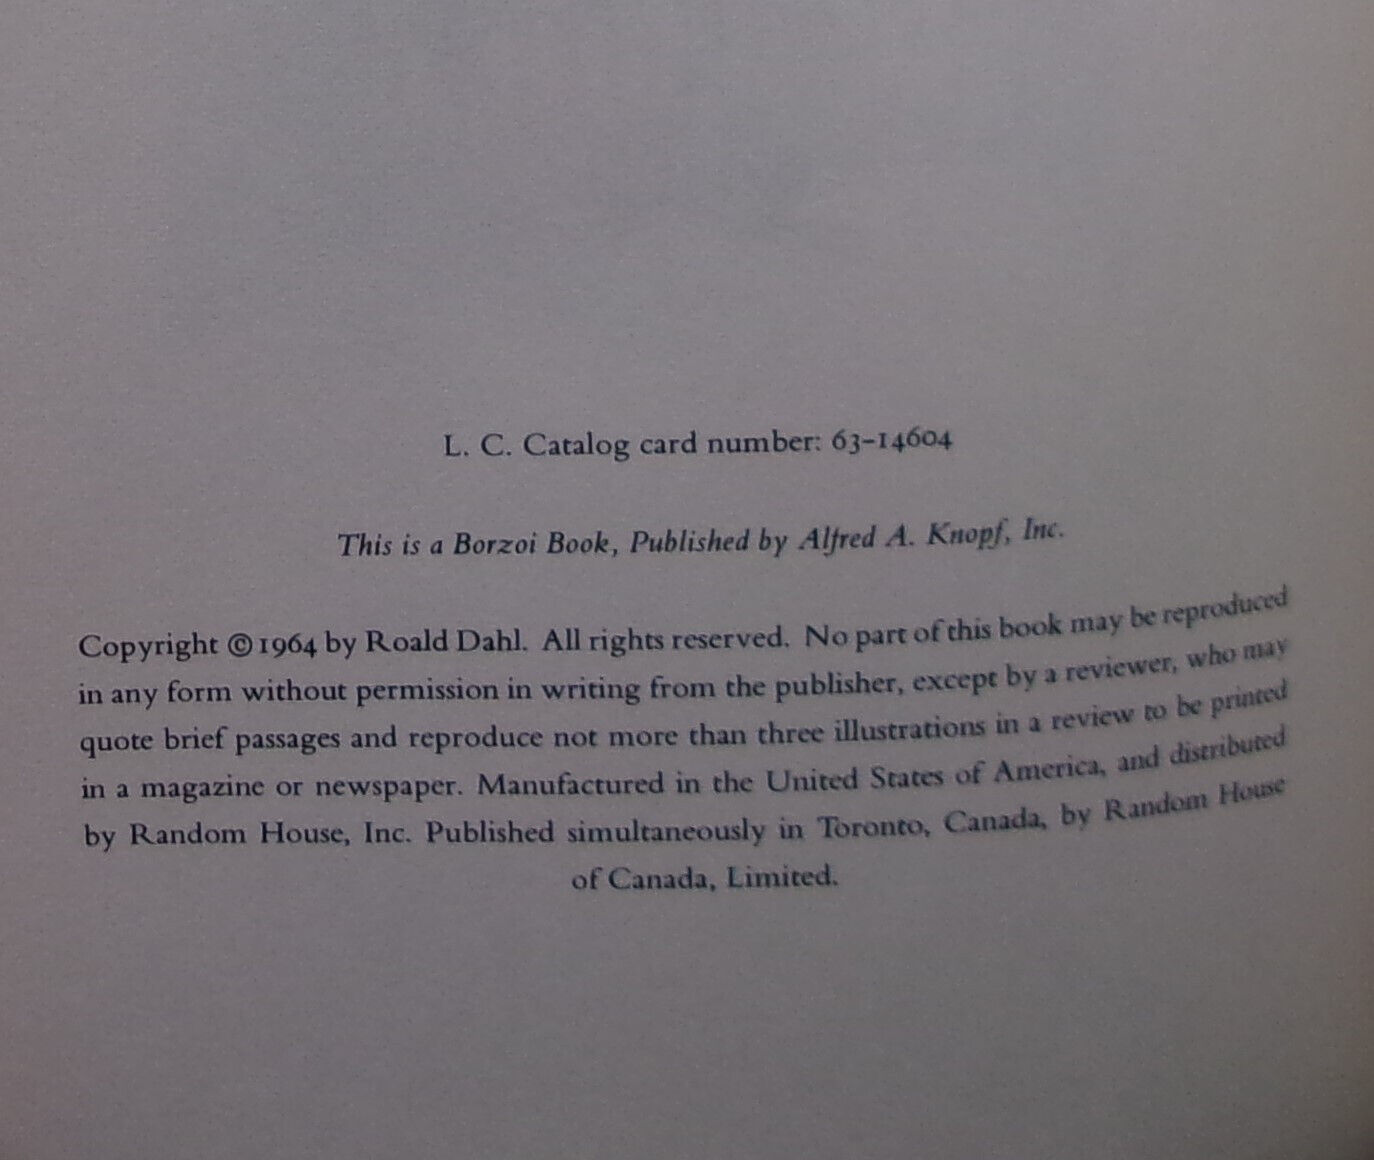 L. C. Catalog card number: 63-14604
This is a Borzoi Book, Published by Alfred A. Knopf, Inc.
Copyright © 1964 by Roald Dahl. All rights reserved. No part of this book may be reproduced
in any form without permission in writing from the publisher, except by a reviewer, who may
quote brief passages and reproduce not more than three illustrations in a review to be printed
in a magazine or newspaper. Manufactured in the United States of America, and distributed
by Random House, Inc. Published simultaneously in Toronto, Canada, by Random House
of Canada, Limited.